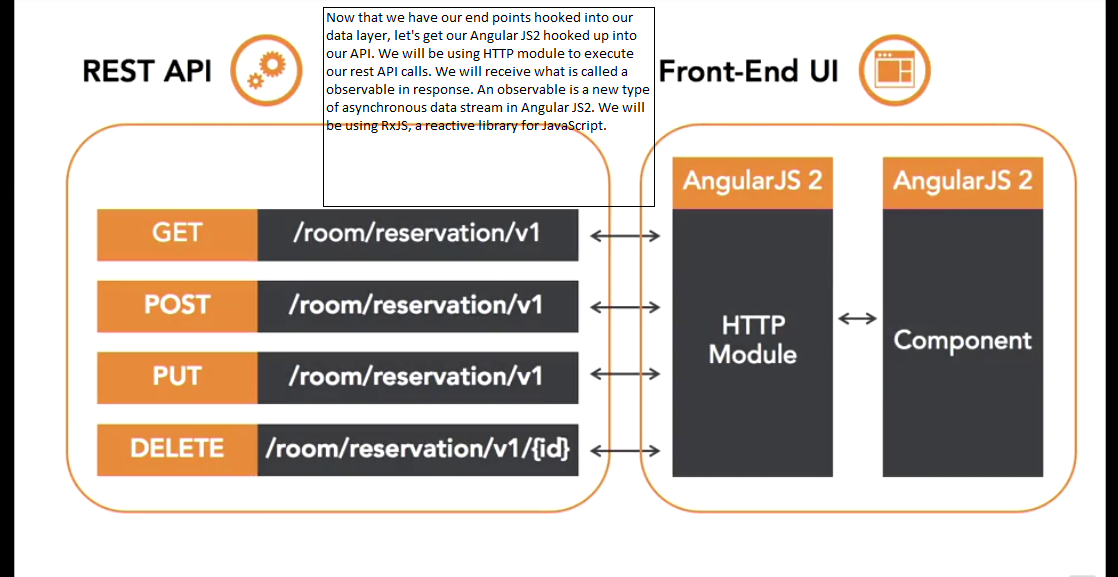 REST API
Now that we have our end points hooked into our
data layer, let's get our Angular JS2 hooked up into
our API. We will be using HTTP module to execute
our rest API calls. We will receive what is called a
observable in response. An observable is a new type
of asynchronous data stream in Angular JS2. We will
be using RxJS, a reactive library for JavaScript.
Front-End UI
GET /room/reservation/v1
POST /room/reservation/v1
PUT /room/reservation/v1
DELETE /room/reservation/v1/{id}
AngularJS 2
HTTP
Module
AngularJS 2
Component